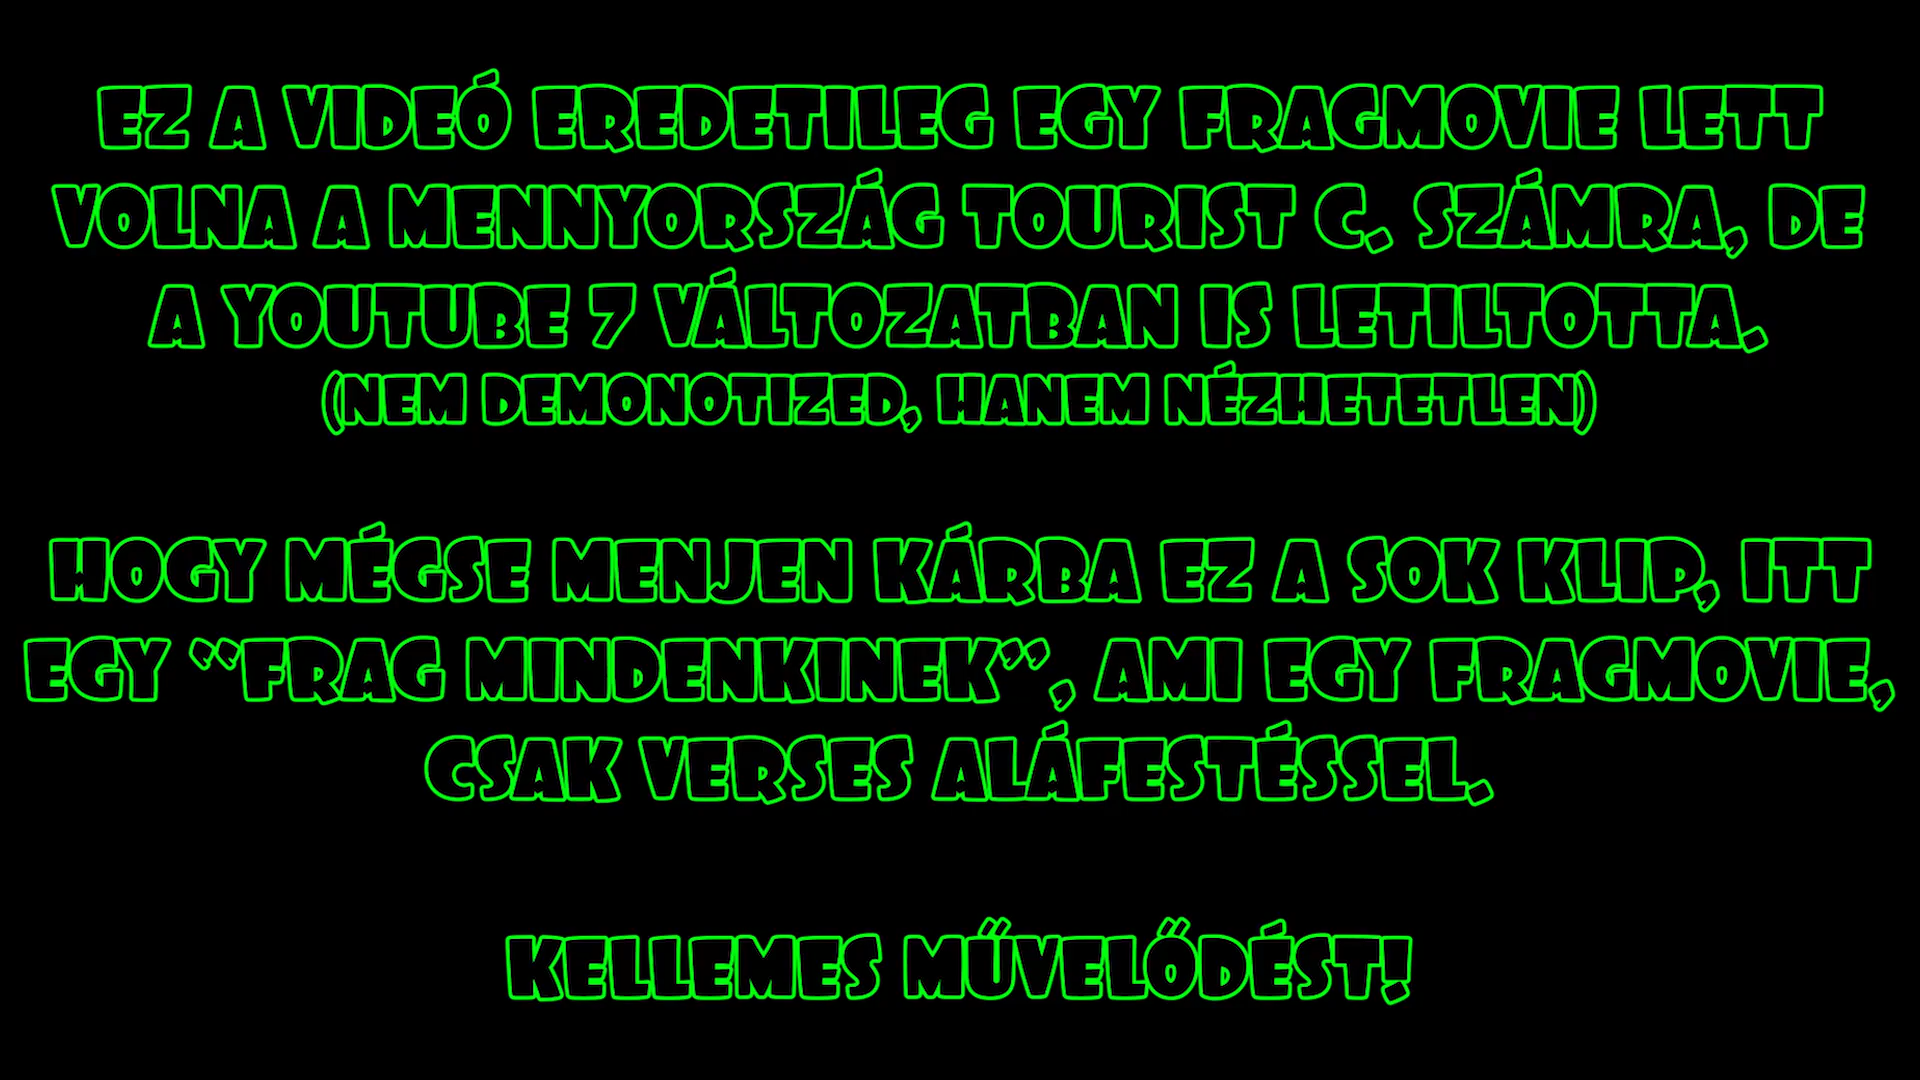 EZ A VIDEÓ EREDETILEG EGY FRAGMOVIE LETT
VOLNA A MENNYORSZÁG TOURIST C. SZÁMRA, DE
A YOUTUBE 7 VÁLTOZATBAN IS LETILTOTTA.
(NEM DEMONOTIZED, HANEM NÉZHETETLEN)
HOGY MÉGSE MENJEN KÁRBA EZ A SOK KLIP, ITT
EGY “FRAG MINDENKINEK”, AMI EGY FRAGMOVIE,
CSAK VERSES ALÁFESTÉSSEL.
KELLEMES MŰVELŐDÉST!